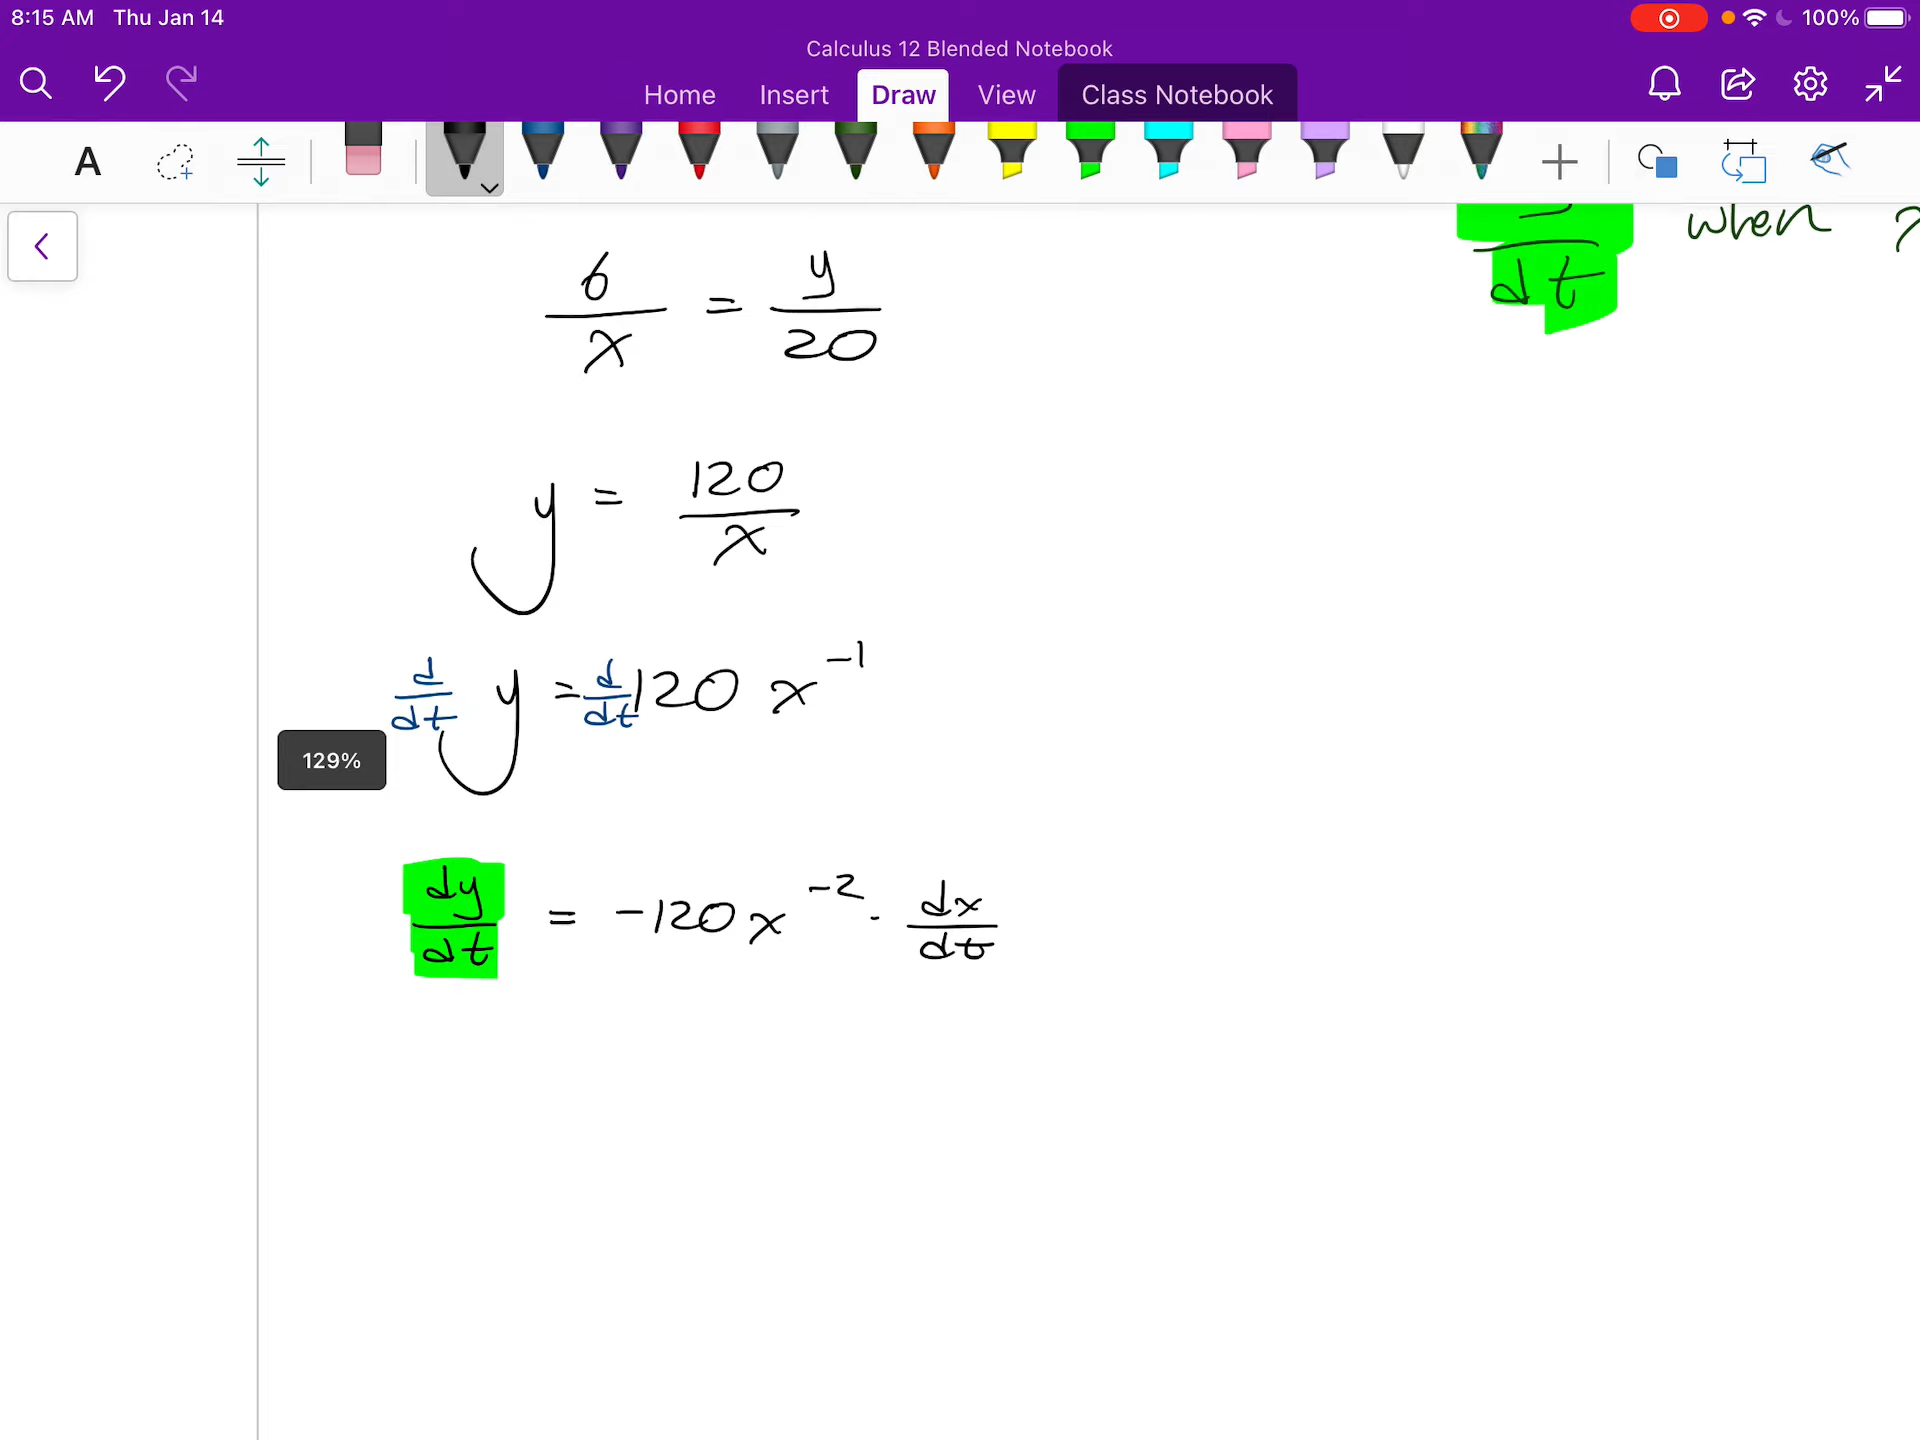 8:15 AM Thu Jan 14
100%
Calculus 12 Blended Notebook
Home Insert Draw View Class Notebook
A
dt when
6/x = y/20
y = 120/x
d/dt y = d/dt 120 x^-1
129%
dy/dt = -120x^-2 · dx/dt